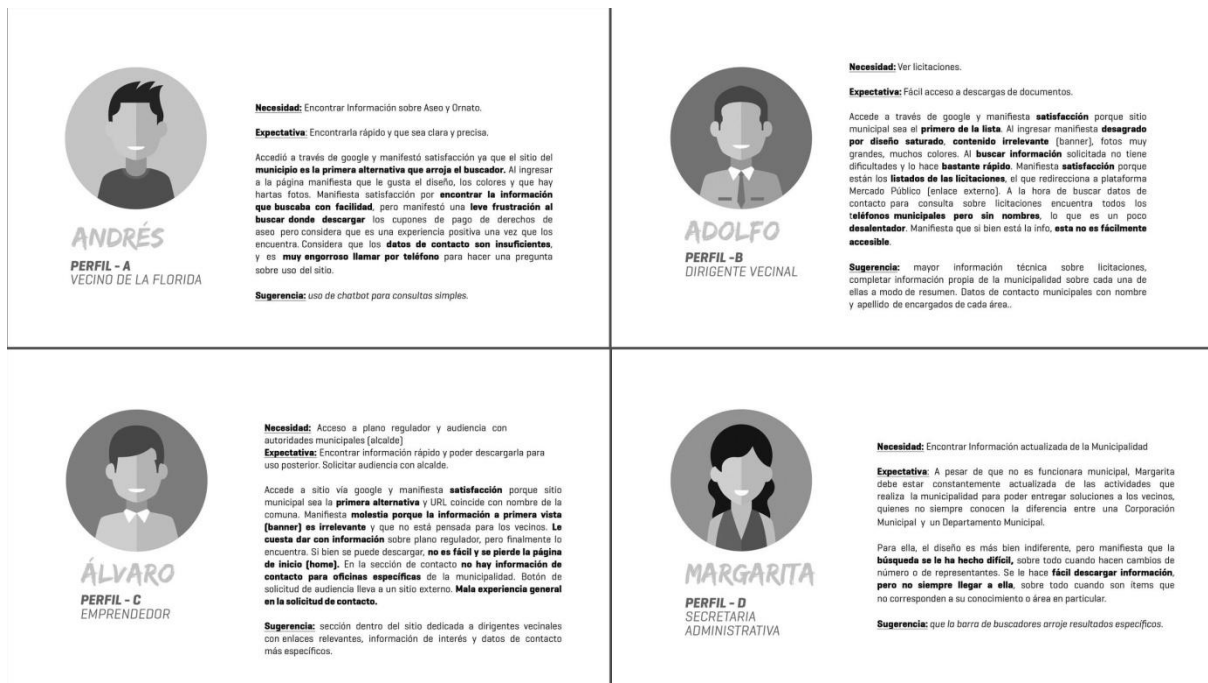 ANDRÉS
PERFIL - A
VECINO DE LA FLORIDA
Necesidad: Encontrar Información sobre Aseo y Ornato.
Expectativa: Encontrarla rápido y que sea clara y precisa.
Accedió a través de google y manifestó satisfacción ya que el sitio del
municipio es la primera alternativa que arroja el buscador. Al ingresar
a la página manifiesta que le gusta el diseño, los colores y que hay
hartas fotos. Manifiesta satisfacción por encontrar la información
que buscaba con facilidad, pero manifestó una leve frustración al
buscar donde descargar los cupones de pago de derechos de
aseo pero considera que es una experiencia positiva una vez que los
encuentra. Considera que los datos de contacto son insuficientes,
y es muy engorroso llamar por teléfono para hacer una pregunta
sobre uso del sitio.
Sugerencia: uso de chatbot para consultas simples.
ADOLFO
PERFIL -B
DIRIGENTE VECINAL
Necesidad: Ver licitaciones.
Expectativa: Fácil acceso a descargas de documentos.
Accede a través de google y manifiesta satisfacción porque sitio
municipal sea el primero de la lista. Al ingresar manifiesta desagrado
por diseño saturado, contenido irrelevante (banner), fotos muy
grandes, muchos colores. Al buscar información solicitada no tiene
dificultades y lo hace bastante rápido. Manifiesta satisfacción porque
están los listados de las licitaciones, el que redirecciona a plataforma
Mercado Público (enlace externo). A la hora de buscar datos de
contacto para consulta sobre licitaciones encuentra todos los
teléfonos municipales pero sin nombres, lo que es un poco
desalentador. Manifiesta que si bien está la info, esta no es fácilmente
accesible.
Sugerencia: mayor información técnica sobre licitaciones,
completar información propia de la municipalidad sobre cada una de
ellas a modo de resumen. Datos de contacto municipales con nombre
y apellido de encargados de cada área..
ÁLVARO
PERFIL - C
EMPRENDEDOR
Necesidad: Acceso a plano regulador y audiencia con
autoridades municipales (alcalde)
Expectativa: Encontrar información rápido y poder descargarla para
uso posterior. Solicitar audiencia con alcalde.
Accede a sitio vía google y manifiesta satisfacción porque sitio
municipal sea la primera alternativa y URL coincide con nombre de la
comuna. Manifiesta molestia porque la información a primera vista
(banner) es irrelevante y que no está pensada para los vecinos. Le
cuesta dar con información sobre plano regulador, pero finalmente lo
encuentra. Si bien se puede descargar, no es fácil y se pierde la página
de inicio (home). En la sección de contacto no hay información de
contacto para oficinas específicas de la municipalidad. Botón de
solicitud de audiencia lleva a un sitio externo. Mala experiencia general
en la solicitud de contacto.
Sugerencia: sección dentro del sitio dedicada a dirigentes vecinales
con enlaces relevantes, información de interés y datos de contacto
más específicos.
MARGARITA
PERFIL - D
SECRETARIA
ADMINISTRATIVA
Necesidad: Encontrar Información actualizada de la Municipalidad
Expectativa: A pesar de que no es funcionara municipal, Margarita
debe estar constantemente actualizada de las actividades que
realiza la municipalidad para poder entregar soluciones a los vecinos,
quienes no siempre conocen la diferencia entre una Corporación
Municipal y un Departamento Municipal.
Para ella, el diseño es más bien indiferente, pero manifiesta que la
búsqueda se le ha hecho difícil, sobre todo cuando hacen cambios de
número o de representantes. Se le hace fácil descargar información,
pero no siempre llegar a ella, sobre todo cuando son items que
no corresponden a su conocimiento o área en particular.
Sugerencia: que la barra de buscadores arroje resultados específicos.